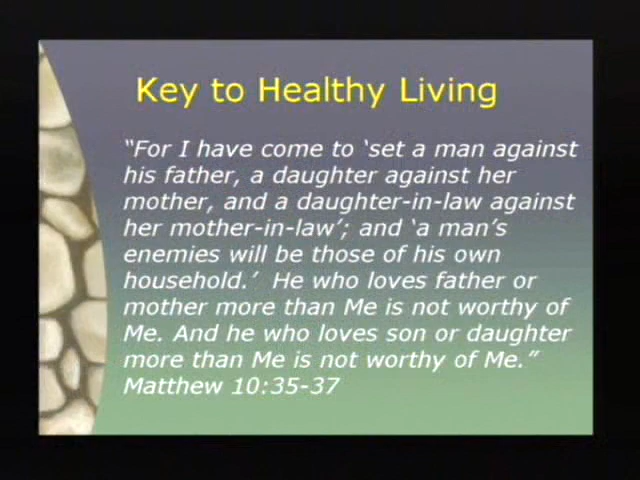 Key to Healthy Living
“For I have come to ‘set a man against
his father, a daughter against her
mother, and a daughter-in-law against
her mother-in-law’; and ‘a man’s
enemies will be those of his own
household.’ He who loves father or
mother more than Me is not worthy of
Me. And he who loves son or daughter
more than Me is not worthy of Me.”
Matthew 10:35-37